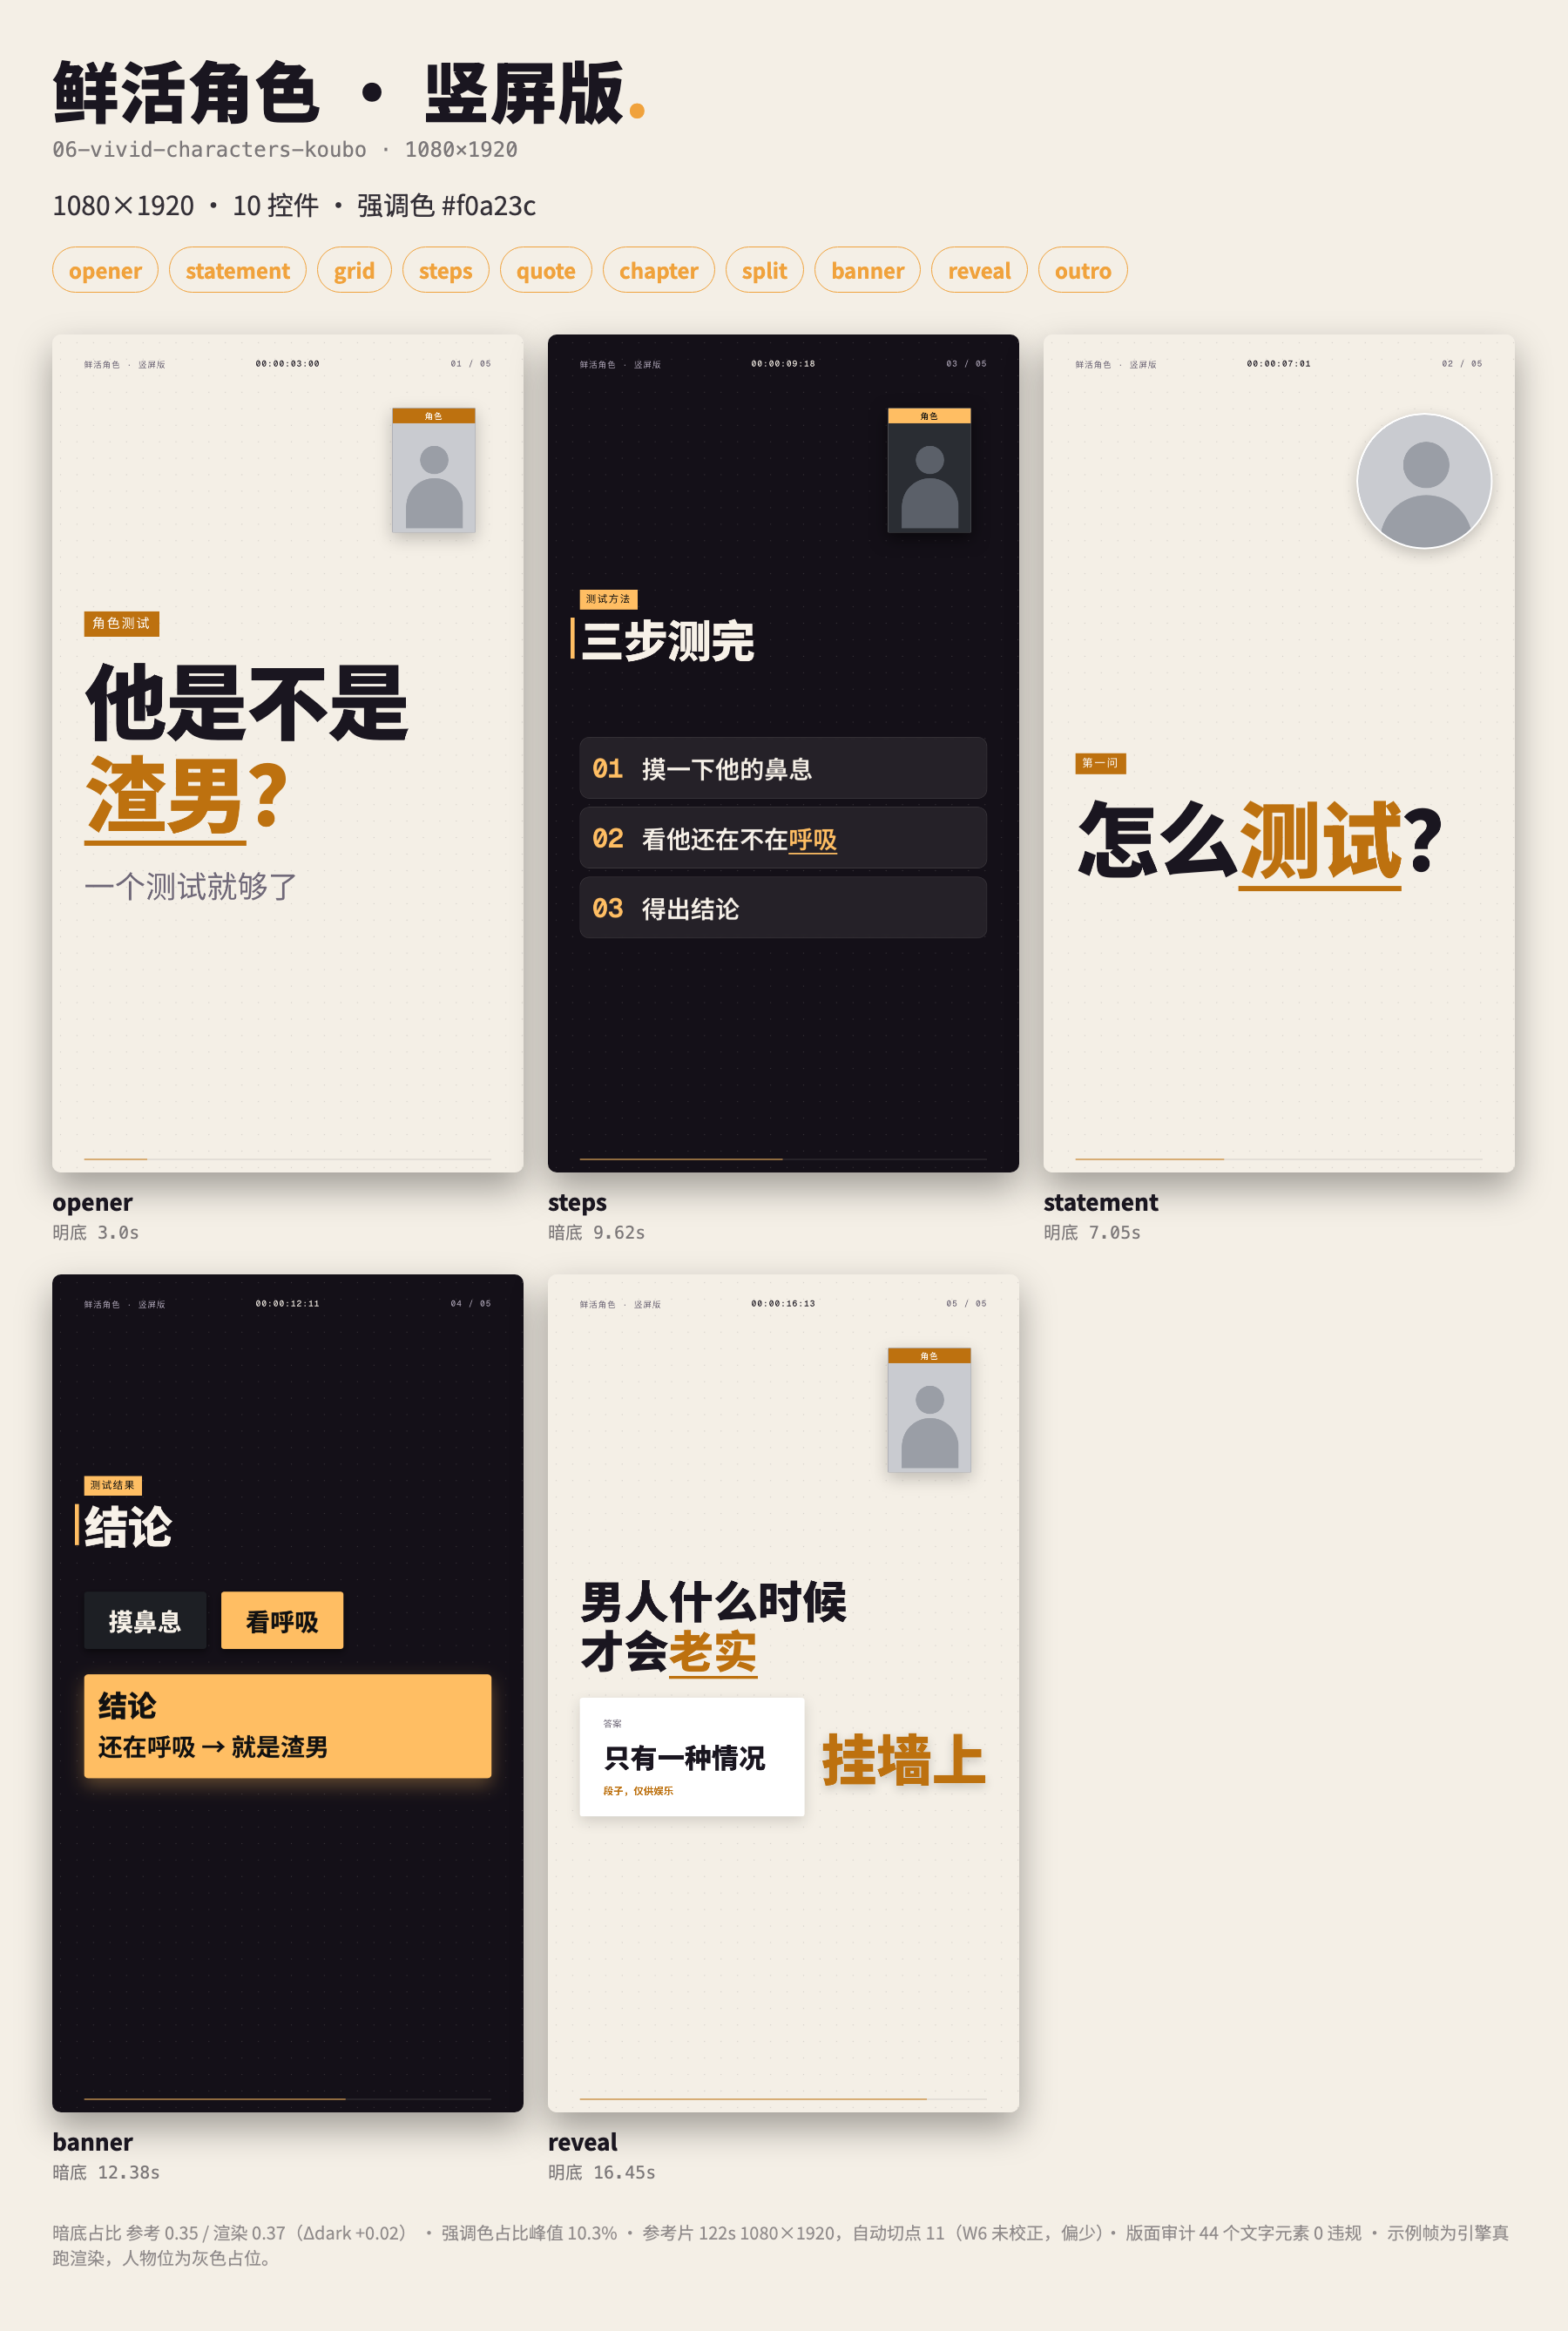 鲜活角色 · 竖屏版.
06-vivid-characters-koubo · 1080×1920
1080×1920 · 10 控件 · 强调色 #f0a23c
opener statement grid steps quote chapter split banner reveal outro
鲜活角色 · 竖屏版 00:00:03:00 01 / 05
角色
角色测试
他是不是
渣男?
一个测试就够了
opener
明底 3.0s
鲜活角色 · 竖屏版 00:00:09:18 03 / 05
角色
测试方法
三步测完
01 摸一下他的鼻息
02 看他还在不在呼吸
03 得出结论
steps
暗底 9.62s
鲜活角色 · 竖屏版 00:00:07:01 02 / 05
第一问
怎么测试?
statement
明底 7.05s
鲜活角色 · 竖屏版 00:00:12:11 04 / 05
测试结果
结论
摸鼻息 看呼吸
结论
还在呼吸 → 就是渣男
banner
暗底 12.38s
鲜活角色 · 竖屏版 00:00:16:13 05 / 05
角色
男人什么时候
才会老实
答案
只有一种情况
段子，仅供娱乐
挂墙上
reveal
明底 16.45s
暗底占比 参考 0.35 / 渲染 0.37（Δdark +0.02） · 强调色占比峰值 10.3% · 参考片 122s 1080×1920，自动切点 11（W6 未校正，偏少）· 版面审计 44 个文字元素 0 违规 · 示例帧为引擎真
跑渲染，人物位为灰色占位。